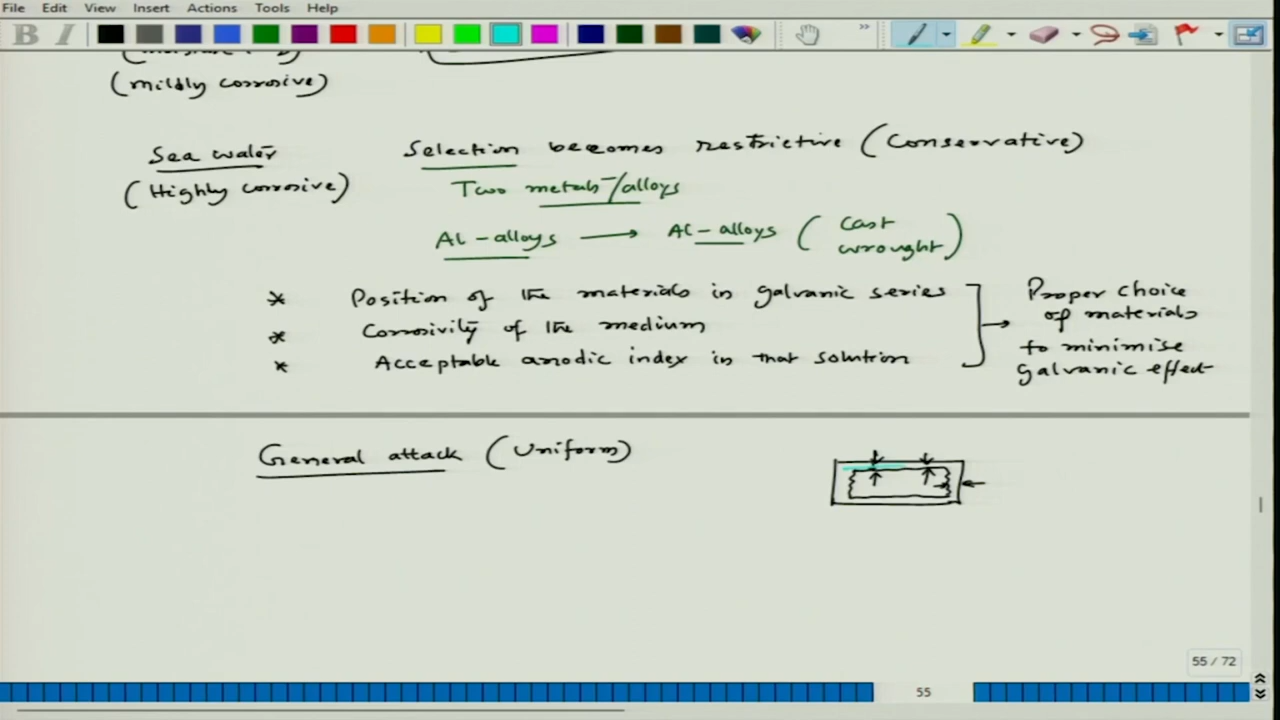 File Edit View Insert Actions Tools Help
B I
(mildly corrosive)
Sea water
(Highly corrosive)
Selection becomes restrictive (Conservative)
Two metals/alloys
Al-alloys → Al-alloys (Cast
wrought)
* Position of the materials in galvanic series
* Corrosivity of the medium
* Acceptable anodic index in that solution
Proper choice
of materials
to minimise
galvanic effect
General attack (Uniform)
55 / 72
55